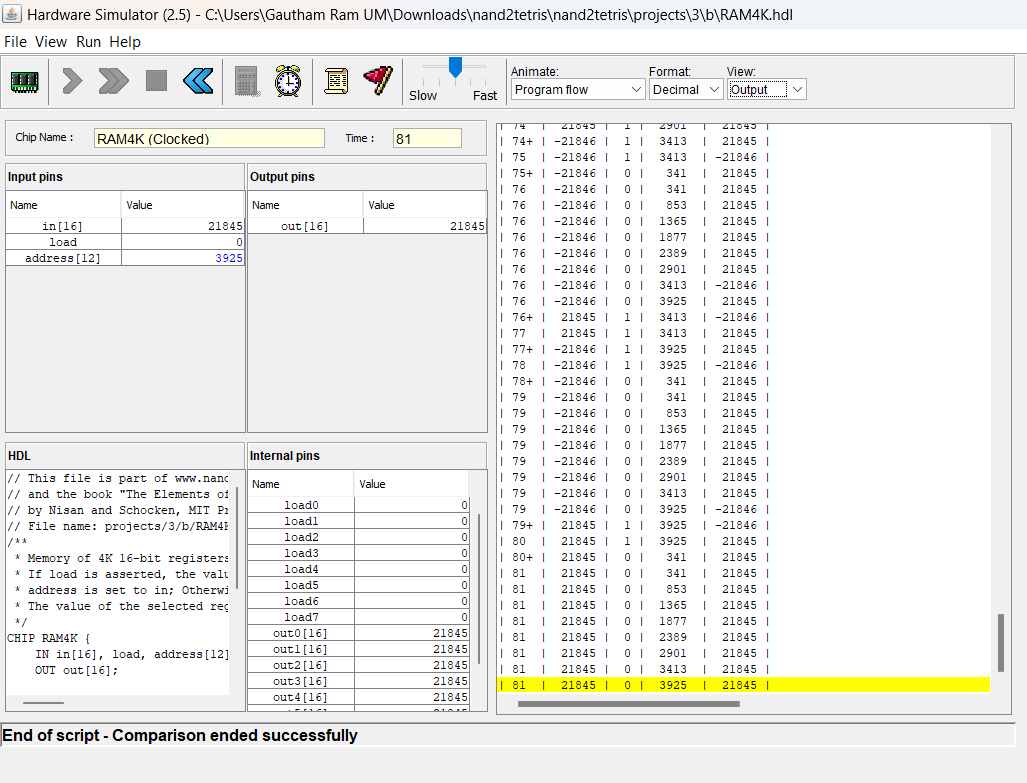 Hardware Simulator (2.5) - C:\Users\Gautham Ram UM\Downloads\nand2tetris\nand2tetris\projects\3\b\RAM4K.hdl
File View Run Help
Slow Fast
Animate: Format: View:
Program flow Decimal Output
Chip Name : RAM4K (Clocked) Time : 81
Input pins
Name Value
in[16] 21845
load 0
address[12] 3925
Output pins
Name Value
out[16] 21845
HDL
// This file is part of www.nand
// and the book "The Elements of
// by Nisan and Schocken, MIT Pr
// File name: projects/3/b/RAM4K
/**
* Memory of 4K 16-bit registers
* If load is asserted, the valu
* address is set to in; Otherwi
* The value of the selected reg
*/
CHIP RAM4K {
IN in[16], load, address[12]
OUT out[16];
Internal pins
Name Value
load0 0
load1 0
load2 0
load3 0
load4 0
load5 0
load6 0
load7 0
out0[16] 21845
out1[16] 21845
out2[16] 21845
out3[16] 21845
out4[16] 21845
| 74 | 21845 | 1 | 2901 | 21845 |
| 74+ | -21846 | 1 | 3413 | 21845 |
| 75 | -21846 | 1 | 3413 | -21846 |
| 75+ | -21846 | 0 | 341 | 21845 |
| 76 | -21846 | 0 | 341 | 21845 |
| 76 | -21846 | 0 | 853 | 21845 |
| 76 | -21846 | 0 | 1365 | 21845 |
| 76 | -21846 | 0 | 1877 | 21845 |
| 76 | -21846 | 0 | 2389 | 21845 |
| 76 | -21846 | 0 | 2901 | 21845 |
| 76 | -21846 | 0 | 3413 | -21846 |
| 76 | -21846 | 0 | 3925 | 21845 |
| 76+ | 21845 | 1 | 3413 | -21846 |
| 77 | 21845 | 1 | 3413 | 21845 |
| 77+ | -21846 | 1 | 3925 | 21845 |
| 78 | -21846 | 1 | 3925 | -21846 |
| 78+ | -21846 | 0 | 341 | 21845 |
| 79 | -21846 | 0 | 341 | 21845 |
| 79 | -21846 | 0 | 853 | 21845 |
| 79 | -21846 | 0 | 1365 | 21845 |
| 79 | -21846 | 0 | 1877 | 21845 |
| 79 | -21846 | 0 | 2389 | 21845 |
| 79 | -21846 | 0 | 2901 | 21845 |
| 79 | -21846 | 0 | 3413 | 21845 |
| 79 | -21846 | 0 | 3925 | -21846 |
| 79+ | 21845 | 1 | 3925 | -21846 |
| 80 | 21845 | 1 | 3925 | 21845 |
| 80+ | 21845 | 0 | 341 | 21845 |
| 81 | 21845 | 0 | 341 | 21845 |
| 81 | 21845 | 0 | 853 | 21845 |
| 81 | 21845 | 0 | 1365 | 21845 |
| 81 | 21845 | 0 | 1877 | 21845 |
| 81 | 21845 | 0 | 2389 | 21845 |
| 81 | 21845 | 0 | 2901 | 21845 |
| 81 | 21845 | 0 | 3413 | 21845 |
| 81 | 21845 | 0 | 3925 | 21845 |
End of script - Comparison ended successfully